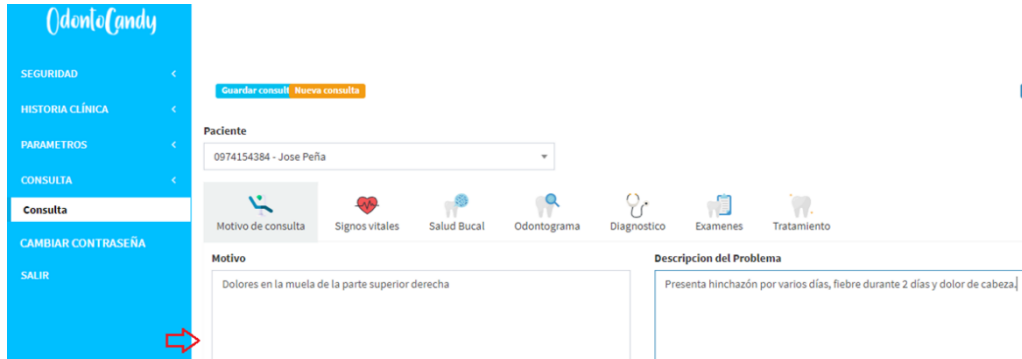 OdontoCandy
SEGURIDAD
HISTORIA CLÍNICA
PARAMETROS
CONSULTA
Consulta
CAMBIAR CONTRASEÑA
SALIR
Guardar consult Nueva consulta
Paciente
0974154384 - Jose Peña
Motivo de consulta Signos vitales Salud Bucal Odontograma Diagnostico Examenes Tratamiento
Motivo
Dolores en la muela de la parte superior derecha
Descripcion del Problema
Presenta hinchazón por varios días, fiebre durante 2 días y dolor de cabeza.